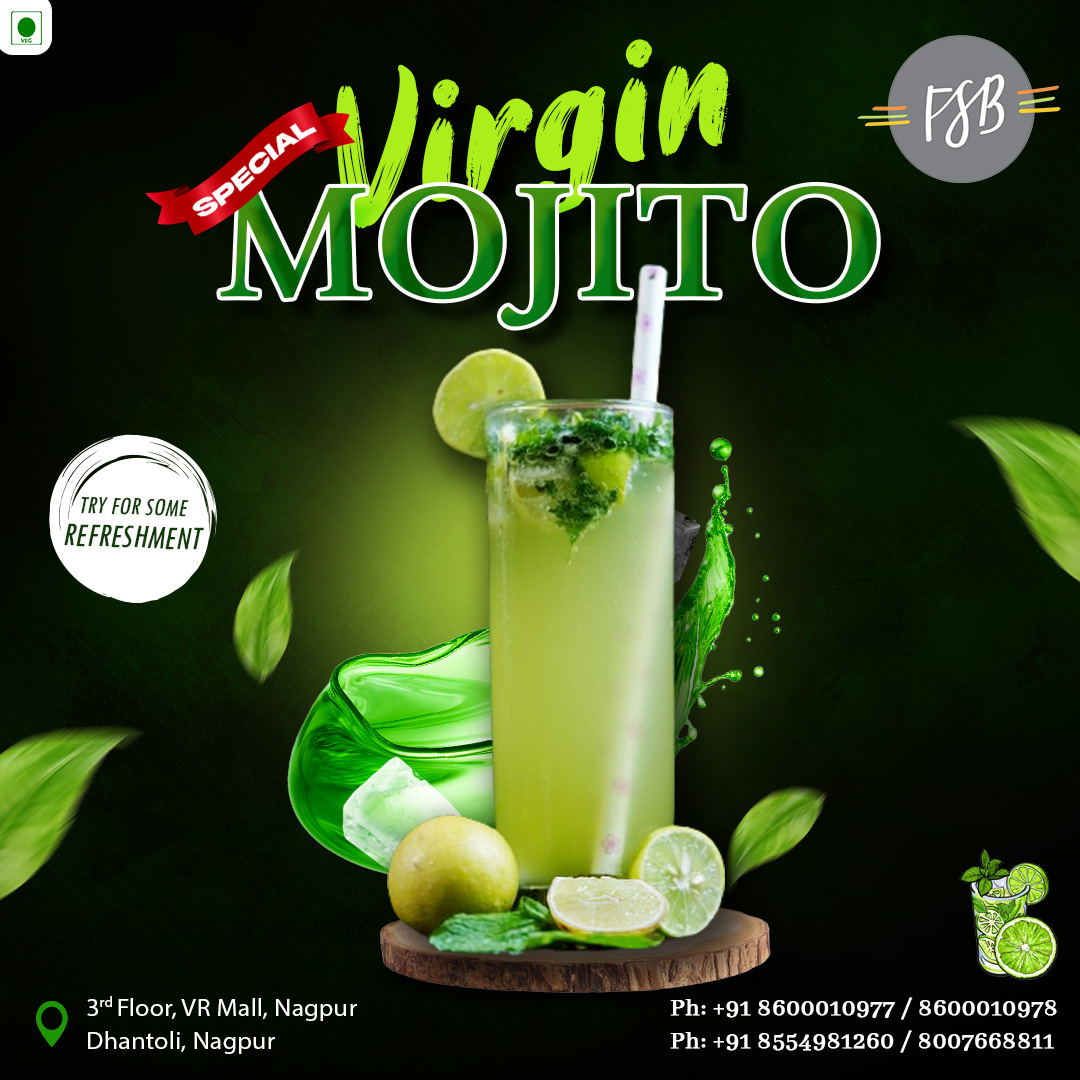 VEG
Virgin
SPECIAL
MOJITO
FSB
TRY FOR SOME
REFRESHMENT
3rd Floor, VR Mall, Nagpur
Dhantoli, Nagpur
Ph: +91 8600010977 / 8600010978
Ph: +91 8554981260 / 8007668811